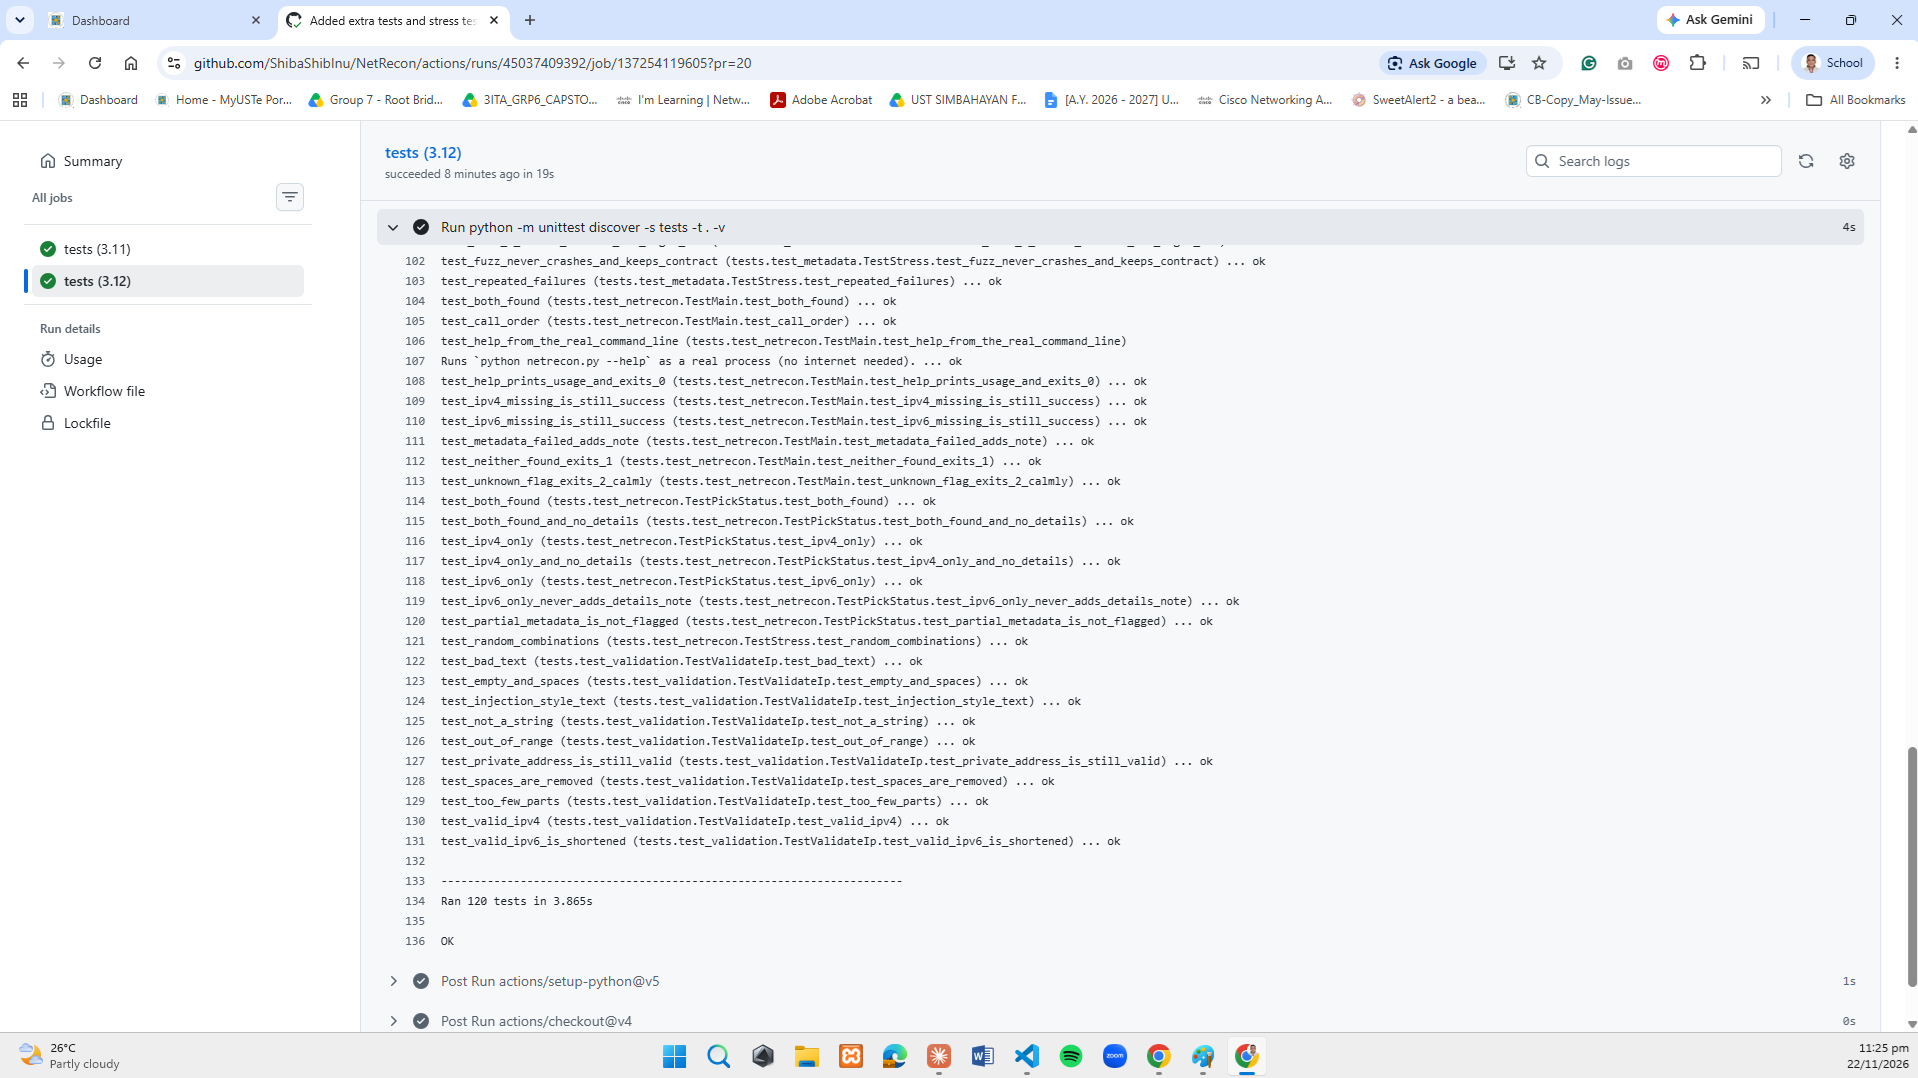 Dashboard
Added extra tests and stress te
Ask Gemini
github.com/ShibaShibInu/NetRecon/actions/runs/45037409392/job/137254119605?pr=20
Ask Google
School
Dashboard
Home - MyUSTe Por...
Group 7 - Root Brid...
3ITA_GRP6_CAPSTO...
I'm Learning | Netw...
Adobe Acrobat
UST SIMBAHAYAN F...
[A.Y. 2026 - 2027] U...
Cisco Networking A...
SweetAlert2 - a bea...
CB-Copy_May-Issue...
All Bookmarks
Summary
All jobs
tests (3.11)
tests (3.12)
Run details
Usage
Workflow file
Lockfile
tests (3.12)
succeeded 8 minutes ago in 19s
Search logs
Run python -m unittest discover -s tests -t . -v
4s
102 test_fuzz_never_crashes_and_keeps_contract (tests.test_metadata.TestStress.test_fuzz_never_crashes_and_keeps_contract) ... ok
103 test_repeated_failures (tests.test_metadata.TestStress.test_repeated_failures) ... ok
104 test_both_found (tests.test_netrecon.TestMain.test_both_found) ... ok
105 test_call_order (tests.test_netrecon.TestMain.test_call_order) ... ok
106 test_help_from_the_real_command_line (tests.test_netrecon.TestMain.test_help_from_the_real_command_line)
107 Runs `python netrecon.py --help` as a real process (no internet needed). ... ok
108 test_help_prints_usage_and_exits_0 (tests.test_netrecon.TestMain.test_help_prints_usage_and_exits_0) ... ok
109 test_ipv4_missing_is_still_success (tests.test_netrecon.TestMain.test_ipv4_missing_is_still_success) ... ok
110 test_ipv6_missing_is_still_success (tests.test_netrecon.TestMain.test_ipv6_missing_is_still_success) ... ok
111 test_metadata_failed_adds_note (tests.test_netrecon.TestMain.test_metadata_failed_adds_note) ... ok
112 test_neither_found_exits_1 (tests.test_netrecon.TestMain.test_neither_found_exits_1) ... ok
113 test_unknown_flag_exits_2_calmly (tests.test_netrecon.TestMain.test_unknown_flag_exits_2_calmly) ... ok
114 test_both_found (tests.test_netrecon.TestPickStatus.test_both_found) ... ok
115 test_both_found_and_no_details (tests.test_netrecon.TestPickStatus.test_both_found_and_no_details) ... ok
116 test_ipv4_only (tests.test_netrecon.TestPickStatus.test_ipv4_only) ... ok
117 test_ipv4_only_and_no_details (tests.test_netrecon.TestPickStatus.test_ipv4_only_and_no_details) ... ok
118 test_ipv6_only (tests.test_netrecon.TestPickStatus.test_ipv6_only) ... ok
119 test_ipv6_only_never_adds_details_note (tests.test_netrecon.TestPickStatus.test_ipv6_only_never_adds_details_note) ... ok
120 test_partial_metadata_is_not_flagged (tests.test_netrecon.TestPickStatus.test_partial_metadata_is_not_flagged) ... ok
121 test_random_combinations (tests.test_netrecon.TestStress.test_random_combinations) ... ok
122 test_bad_text (tests.test_validation.TestValidateIp.test_bad_text) ... ok
123 test_empty_and_spaces (tests.test_validation.TestValidateIp.test_empty_and_spaces) ... ok
124 test_injection_style_text (tests.test_validation.TestValidateIp.test_injection_style_text) ... ok
125 test_not_a_string (tests.test_validation.TestValidateIp.test_not_a_string) ... ok
126 test_out_of_range (tests.test_validation.TestValidateIp.test_out_of_range) ... ok
127 test_private_address_is_still_valid (tests.test_validation.TestValidateIp.test_private_address_is_still_valid) ... ok
128 test_spaces_are_removed (tests.test_validation.TestValidateIp.test_spaces_are_removed) ... ok
129 test_too_few_parts (tests.test_validation.TestValidateIp.test_too_few_parts) ... ok
130 test_valid_ipv4 (tests.test_validation.TestValidateIp.test_valid_ipv4) ... ok
131 test_valid_ipv6_is_shortened (tests.test_validation.TestValidateIp.test_valid_ipv6_is_shortened) ... ok
132
133 ----------------------------------------------------------------------
134 Ran 120 tests in 3.865s
135
136 OK
Post Run actions/setup-python@v5
1s
Post Run actions/checkout@v4
0s
26°C
Partly cloudy
zoom
11:25 pm
22/11/2026